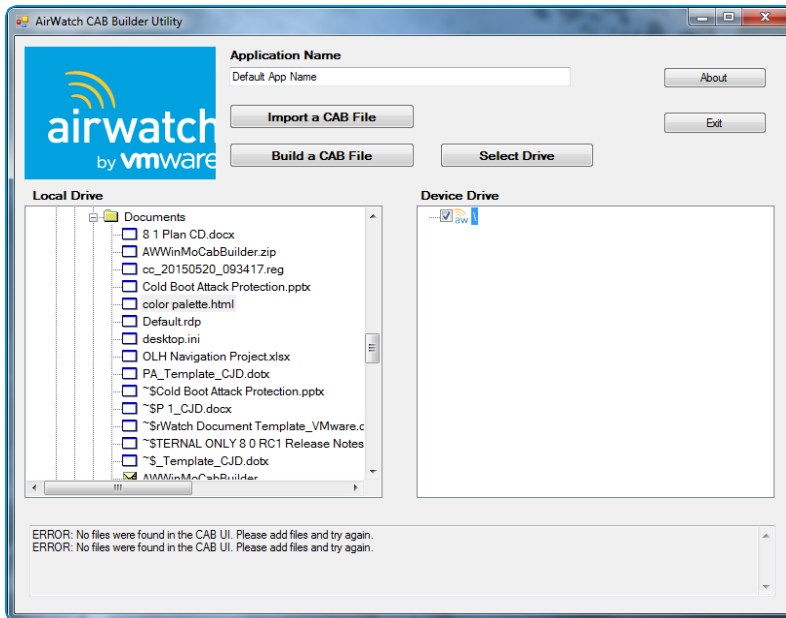 AirWatch CAB Builder Utility
airwatch
by vmware
Application Name
Default App Name
About
Import a CAB File
Exit
Build a CAB File
Select Drive
Local Drive
Documents
8 1 Plan CD.docx
AWWinMoCabBuilder.zip
cc_20150520_093417.reg
Cold Boot Attack Protection.pptx
color palette.html
Default.rdp
desktop.ini
OLH Navigation Project.xlsx
PA_Template_CJD.dotx
~$Cold Boot Attack Protection.pptx
~$P 1_CJD.docx
~$rWatch Document Template_VMware.c
~$TERNAL ONLY 8 0 RC1 Release Notes
~$_Template_CJD.dotx
AWWinMoCabBuilder
Device Drive
aw \
ERROR: No files were found in the CAB UI. Please add files and try again.
ERROR: No files were found in the CAB UI. Please add files and try again.